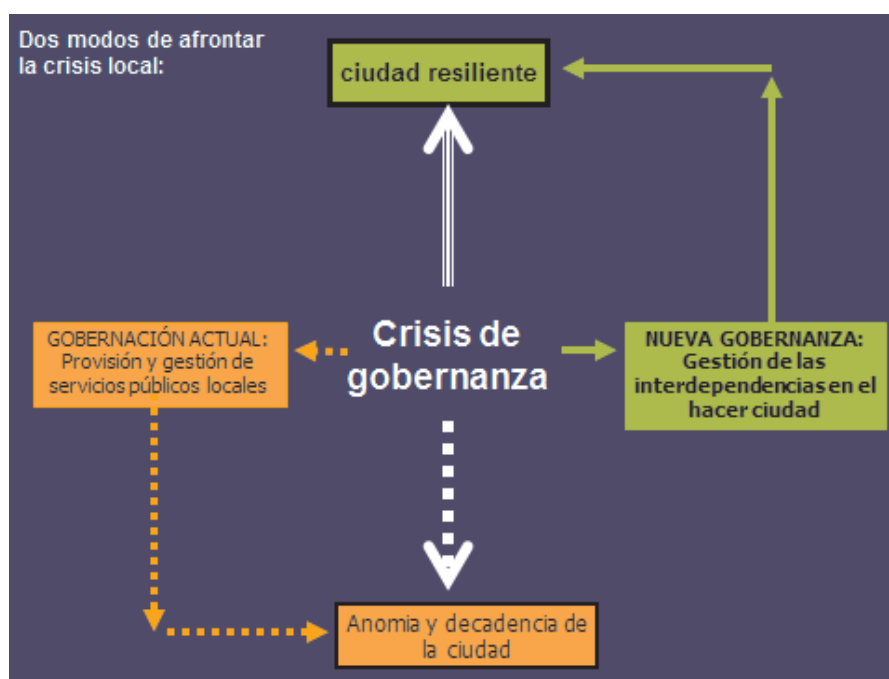 Dos modos de afrontar
la crisis local:
ciudad resiliente
GOBERNACIÓN ACTUAL:
Provisión y gestión de
servicios públicos locales
Crisis de
gobernanza
NUEVA GOBERNANZA:
Gestión de las
interdependencias en el
hacer ciudad
Anomia y decadencia de
la ciudad